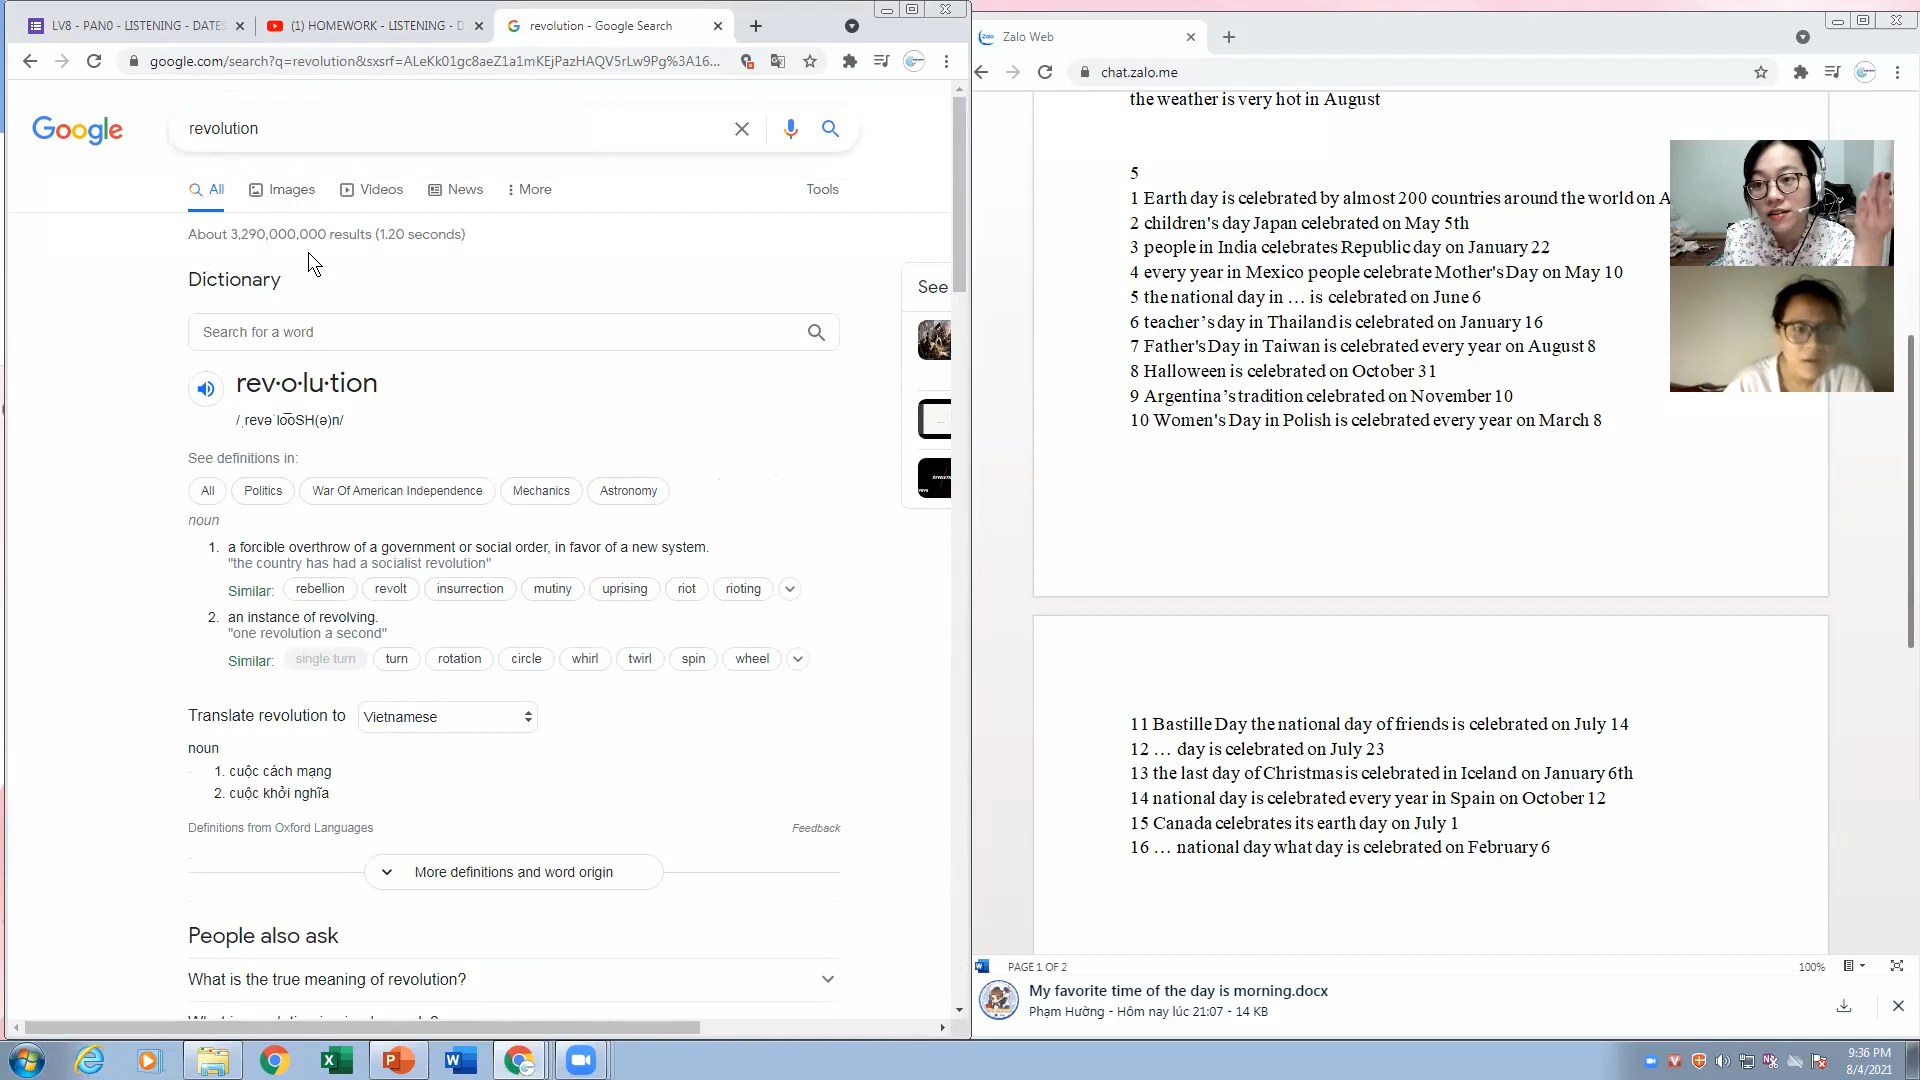 LV8 - PAN0 - LISTENING - DATES
(1) HOMEWORK - LISTENING - D
revolution - Google Search
google.com/search?q=revolution&sxsrf=ALeKk01gc8aeZ1a1mKEjPazHAQV5rLw9Pg%3A16...
Google
revolution
All
Images
Videos
News
More
Tools
About 3,290,000,000 results (1.20 seconds)
Dictionary
See
Search for a word
rev·o·lu·tion
/ˌrevəˈlo͞oSH(ə)n/
See definitions in:
All
Politics
War Of American Independence
Mechanics
Astronomy
noun
1. a forcible overthrow of a government or social order, in favor of a new system.
"the country has had a socialist revolution"
Similar: rebellion revolt insurrection mutiny uprising riot rioting
2. an instance of revolving.
"one revolution a second"
Similar: single turn turn rotation circle whirl twirl spin wheel
Translate revolution to Vietnamese
noun
1. cuộc cách mạng
2. cuộc khởi nghĩa
Definitions from Oxford Languages
Feedback
More definitions and word origin
People also ask
What is the true meaning of revolution?
Zalo Web
chat.zalo.me
the weather is very hot in August
5
1 Earth day is celebrated by almost 200 countries around the world on A
2 children's day Japan celebrated on May 5th
3 people in India celebrates Republic day on January 22
4 every year in Mexico people celebrate Mother's Day on May 10
5 the national day in … is celebrated on June 6
6 teacher’s day in Thailand is celebrated on January 16
7 Father's Day in Taiwan is celebrated every year on August 8
8 Halloween is celebrated on October 31
9 Argentina’s tradition celebrated on November 10
10 Women's Day in Polish is celebrated every year on March 8
11 Bastille Day the national day of friends is celebrated on July 14
12 … day is celebrated on July 23
13 the last day of Christmas is celebrated in Iceland on January 6th
14 national day is celebrated every year in Spain on October 12
15 Canada celebrates its earth day on July 1
16 … national day what day is celebrated on February 6
PAGE 1 OF 2
100%
My favorite time of the day is morning.docx
Phạm Hường - Hôm nay lúc 21:07 - 14 KB
9:36 PM
8/4/2021